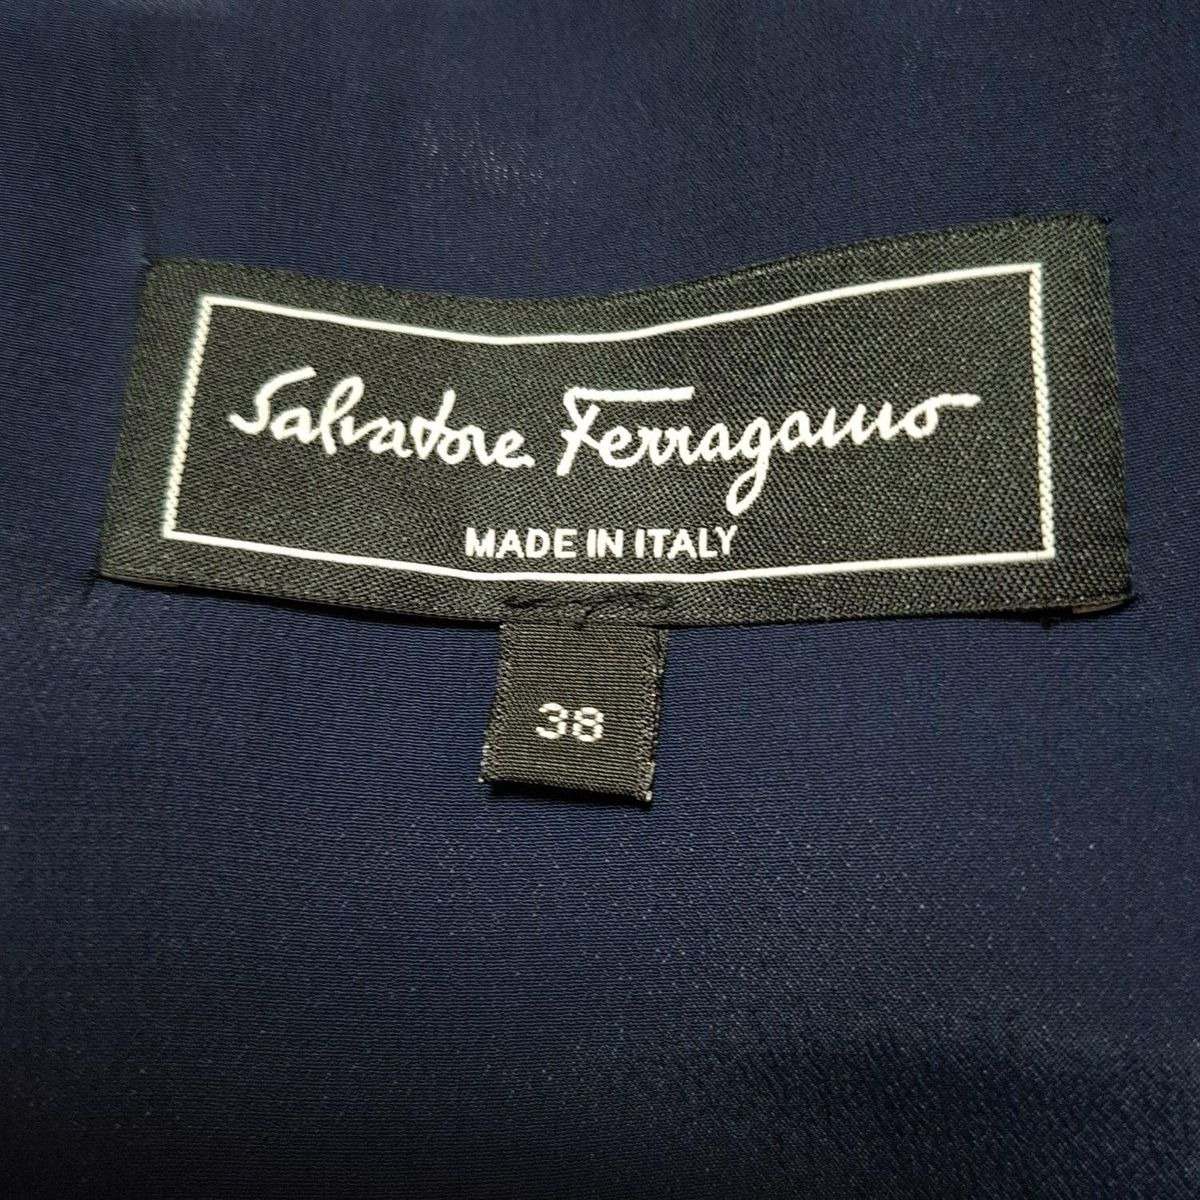 Salvatore Ferragamo
MADE IN ITALY
38